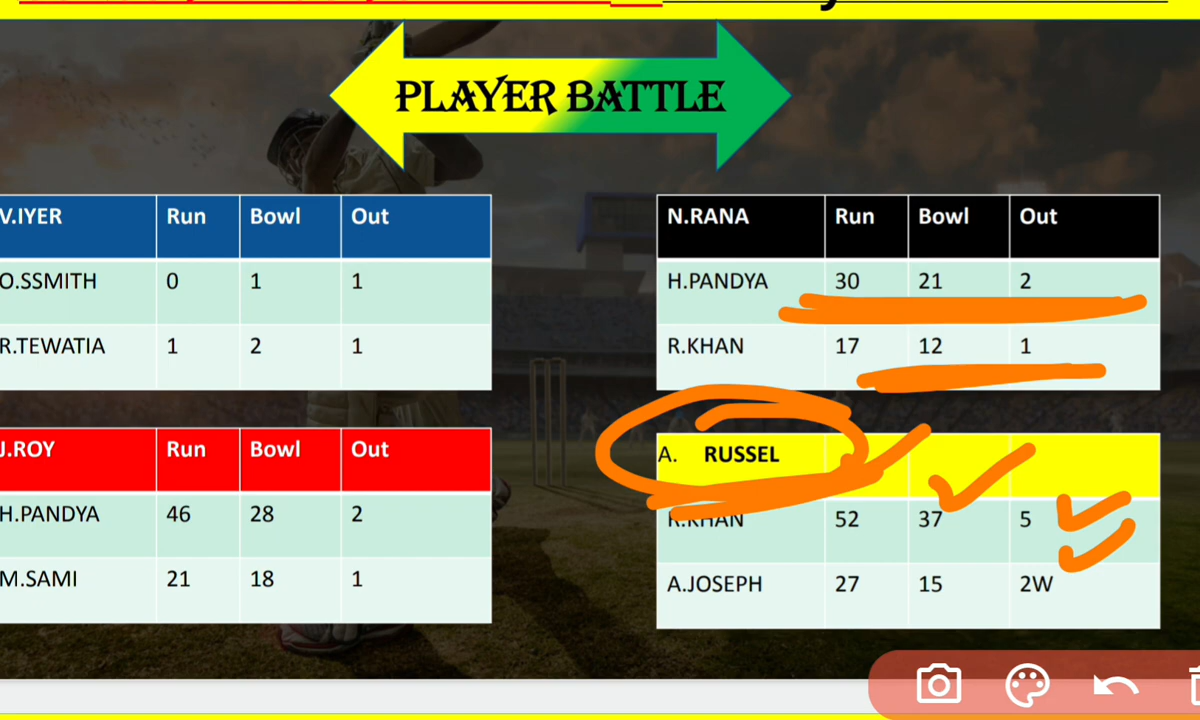 PLAYER BATTLE
V.IYER Run Bowl Out
O.SSMITH 0 1 1
R.TEWATIA 1 2 1
N.RANA Run Bowl Out
H.PANDYA 30 21 2
R.KHAN 17 12 1
J.ROY Run Bowl Out
H.PANDYA 46 28 2
M.SAMI 21 18 1
A. RUSSEL
R.KHAN 52 37 5
A.JOSEPH 27 15 2W